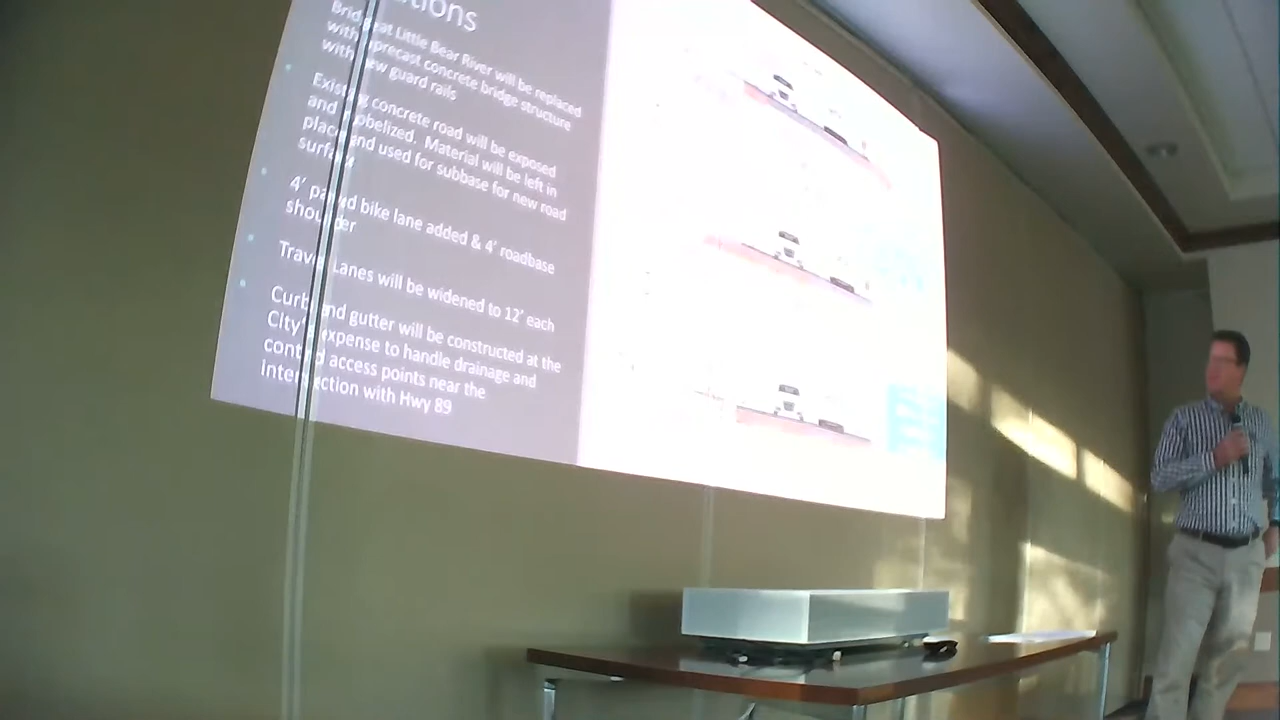 Bridge at Little Bear River will be replaced
with precast concrete bridge structure
with new guard rails
Existing concrete road will be exposed
and rubbelized. Material will be left in
place and used for subbase for new road
surface
4' paved bike lane added & 4' roadbase
shoulder
Travel Lanes will be widened to 12' each
Curb and gutter will be constructed at the
City's expense to handle drainage and
control access points near the
Intersection with Hwy 89